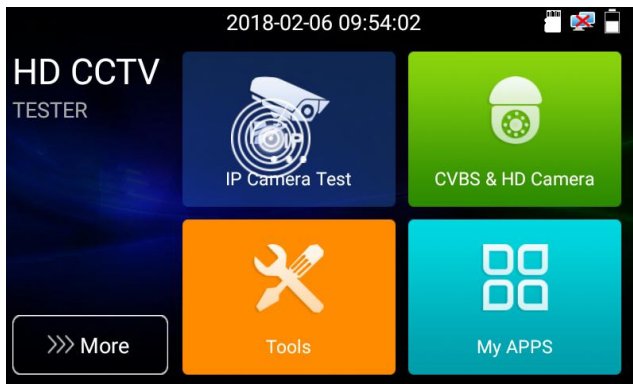 2018-02-06 09:54:02
HD CCTV
TESTER
IP
IP Camera Test
CVBS & HD Camera
Tools
My APPS
>>> More